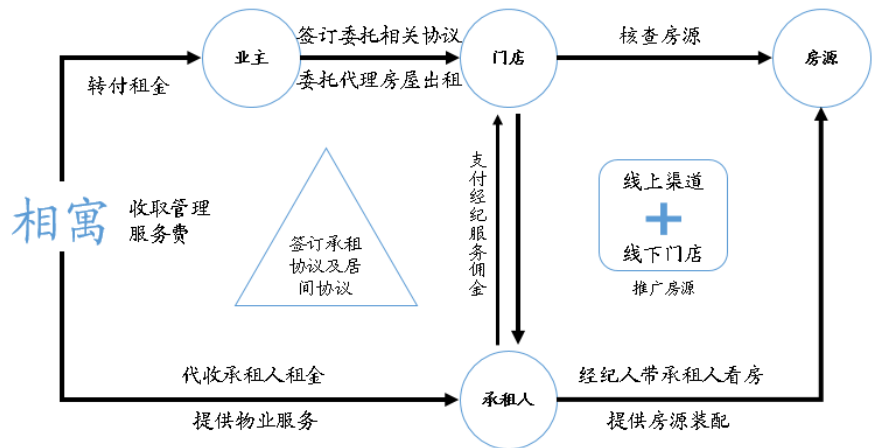 业主
签订委托相关协议
委托代理房屋出租
门店
核查房源
房源
转付租金
相寓
收取管理
服务费
签订承租
协议及居
间协议
支付经纪服务佣金
线上渠道
线下门店
推广房源
代收承租人租金
提供物业服务
承租人
经纪人带承租人看房
提供房源装配